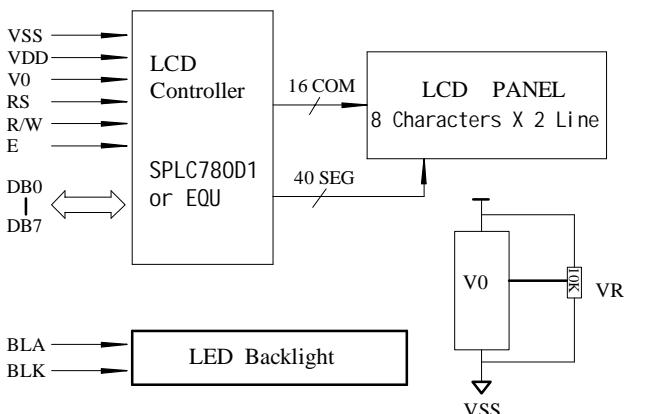 VSS
VDD
V0
RS
R/W
E
DB0
DB7
LCD
Controller
SPLC780D1
or EQU
16 COM
40 SEG
LCD PANEL
8 Characters X 2 Line
V0
10K
VR
VSS
BLA
BLK
LED Backlight